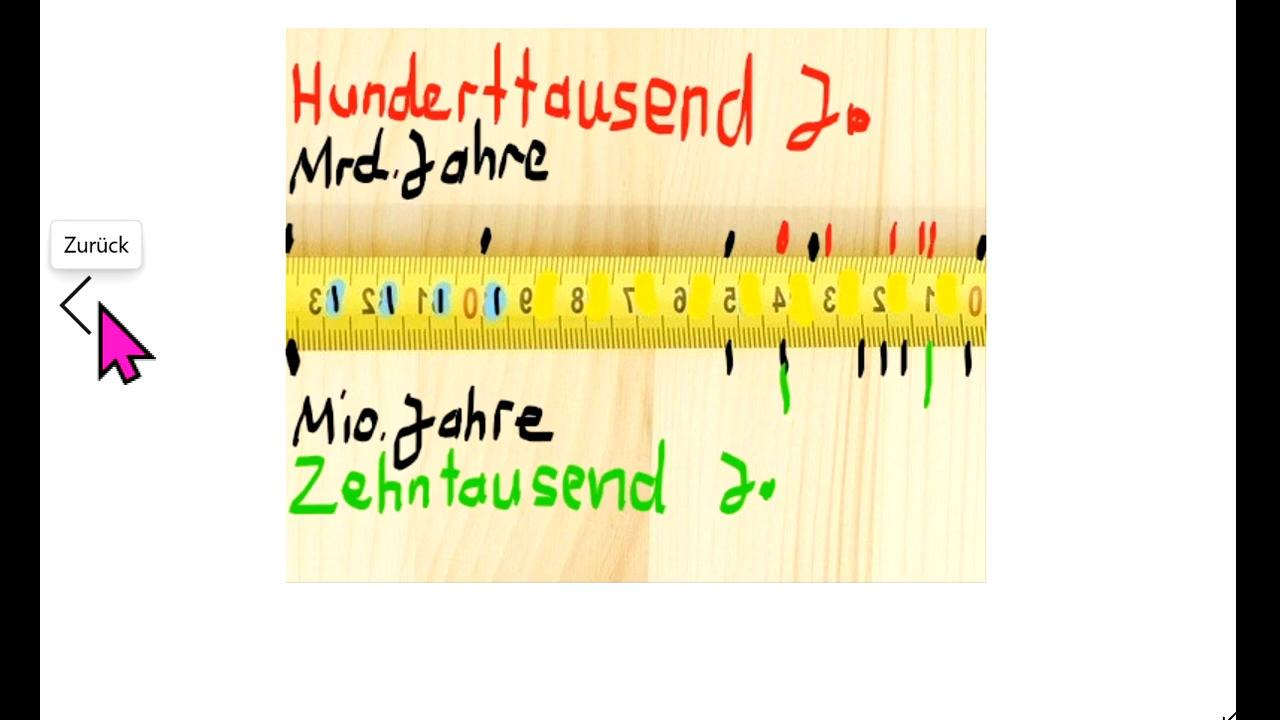 Hunderttausend J.
Mrd. Jahre
Zurück
13 12 11 10 9 8 7 6 5 4 3 2 1 0
Mio. Jahre
Zehntausend J.